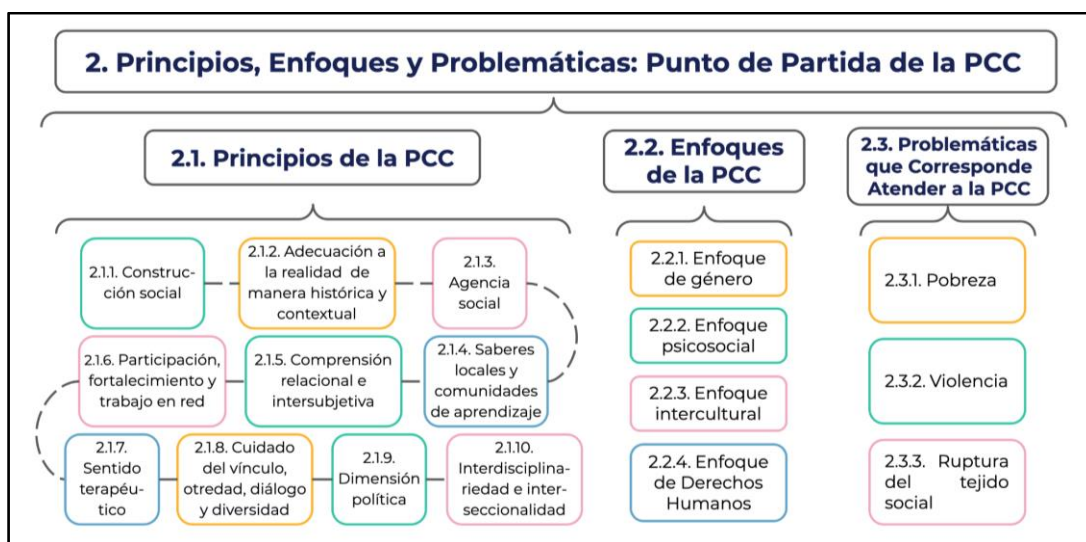 2. Principios, Enfoques y Problemáticas: Punto de Partida de la PCC
2.1. Principios de la PCC
2.1.1. Construc-
ción social
2.1.2. Adecuación a
la realidad de
manera histórica y
contextual
2.1.3.
Agencia
social
2.1.6. Participación,
fortalecimiento y
trabajo en red
2.1.5. Comprensión
relacional e
intersubjetiva
2.1.4. Saberes
locales y
comunidades
de aprendizaje
2.1.7.
Sentido
terapéu-
tico
2.1.8. Cuidado
del vínculo,
otredad, diálogo
y diversidad
2.1.9.
Dimensión
política
2.1.10.
Interdisciplina-
riedad e inter-
seccionalidad
2.2. Enfoques
de la PCC
2.2.1. Enfoque
de género
2.2.2. Enfoque
psicosocial
2.2.3. Enfoque
intercultural
2.2.4. Enfoque
de Derechos
Humanos
2.3. Problemáticas
que Corresponde
Atender a la PCC
2.3.1. Pobreza
2.3.2. Violencia
2.3.3. Ruptura
del tejido
social